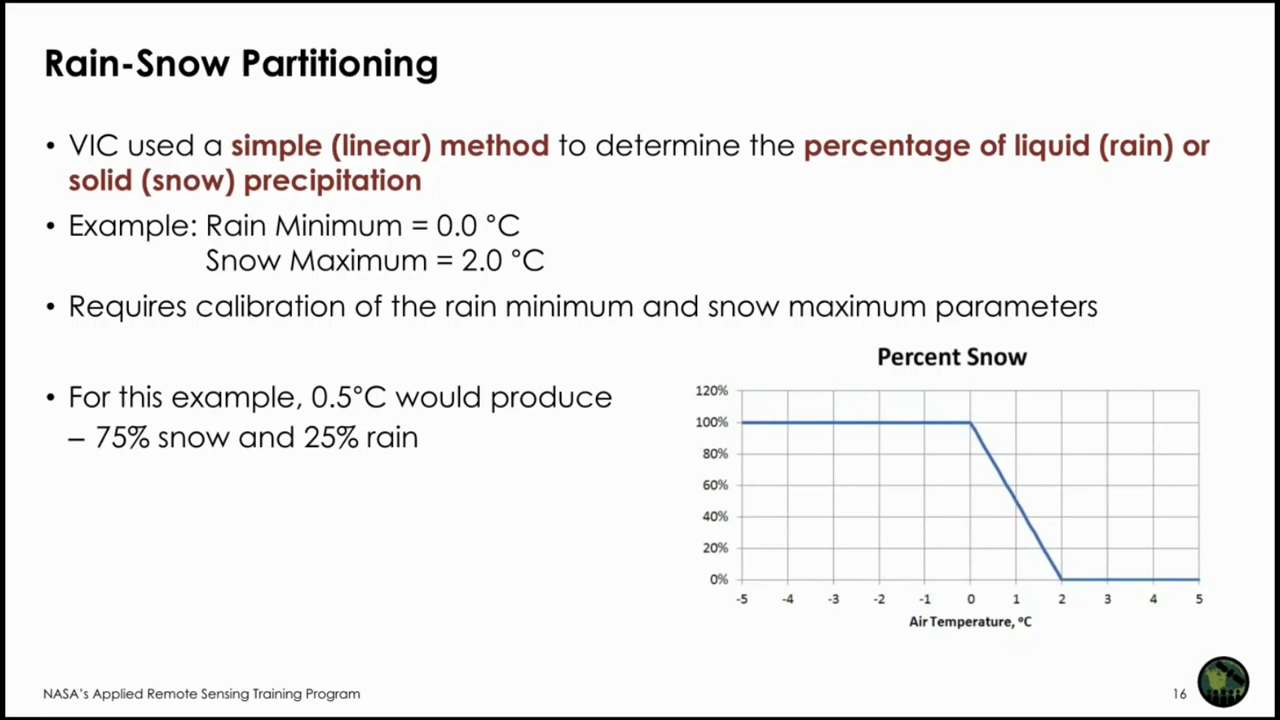 Rain-Snow Partitioning
• VIC used a simple (linear) method to determine the percentage of liquid (rain) or
solid (snow) precipitation
• Example: Rain Minimum = 0.0 °C
Snow Maximum = 2.0 °C
• Requires calibration of the rain minimum and snow maximum parameters
• For this example, 0.5°C would produce
– 75% snow and 25% rain
Percent Snow
120%
100%
80%
60%
40%
20%
0%
-5 -4 -3 -2 -1 0 1 2 3 4 5
Air Temperature, °C
NASA's Applied Remote Sensing Training Program
16